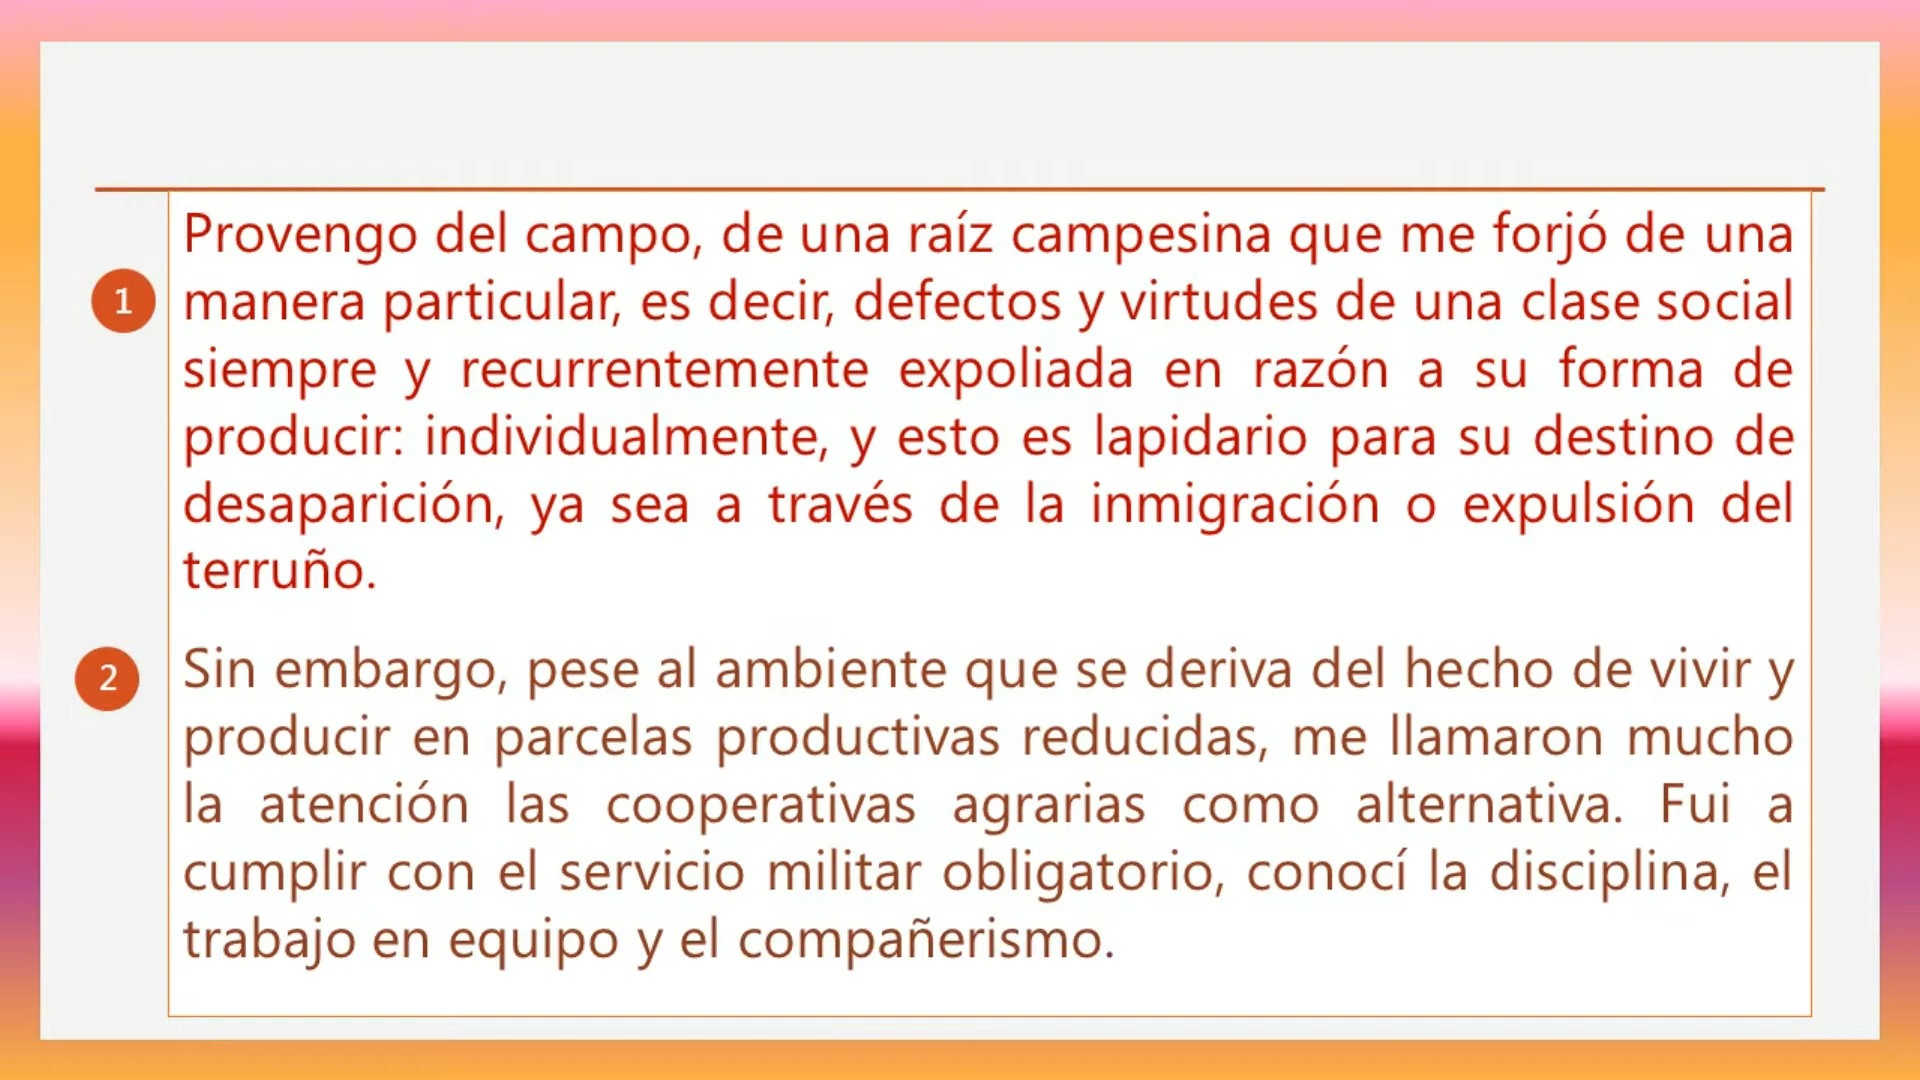 Provengo del campo, de una raíz campesina que me forjó de una
1
manera particular, es decir, defectos y virtudes de una clase social
siempre y recurrentemente expoliada en razón a su forma de
producir: individualmente, y esto es lapidario para su destino de
desaparición, ya sea a través de la inmigración o expulsión del
terruño.
2
Sin embargo, pese al ambiente que se deriva del hecho de vivir y
producir en parcelas productivas reducidas, me llamaron mucho
la atención las cooperativas agrarias como alternativa. Fui a
cumplir con el servicio militar obligatorio, conocí la disciplina, el
trabajo en equipo y el compañerismo.